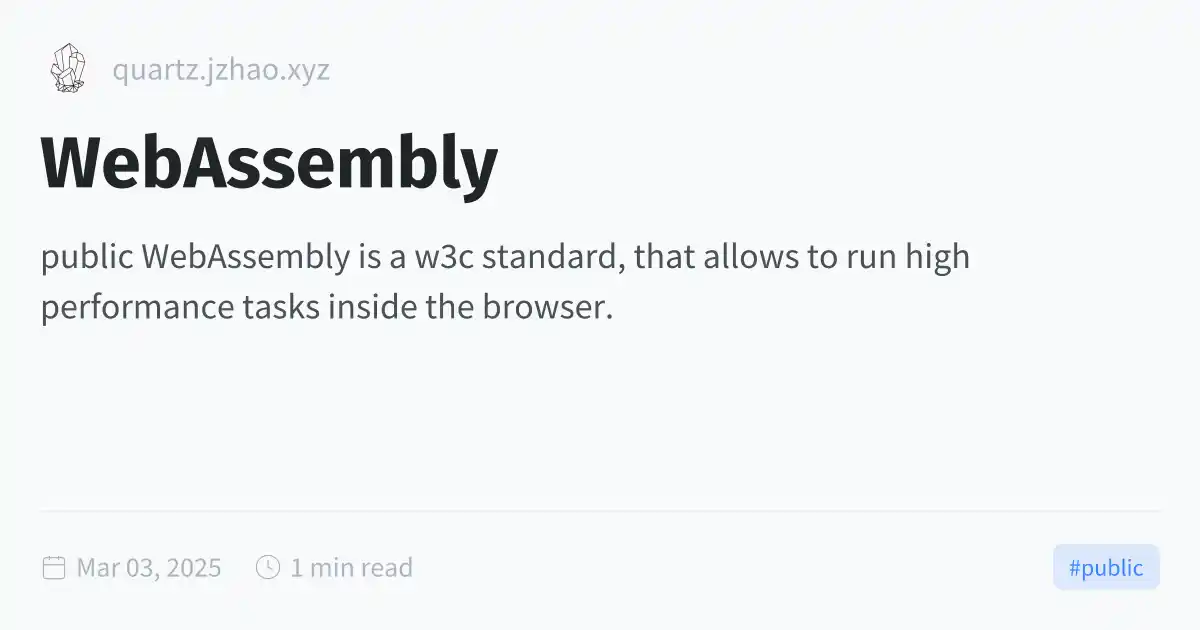 quartz.jzhao.xyz
WebAssembly
public WebAssembly is a w3c standard, that allows to run high
performance tasks inside the browser.
Mar 03, 2025 1 min read #public